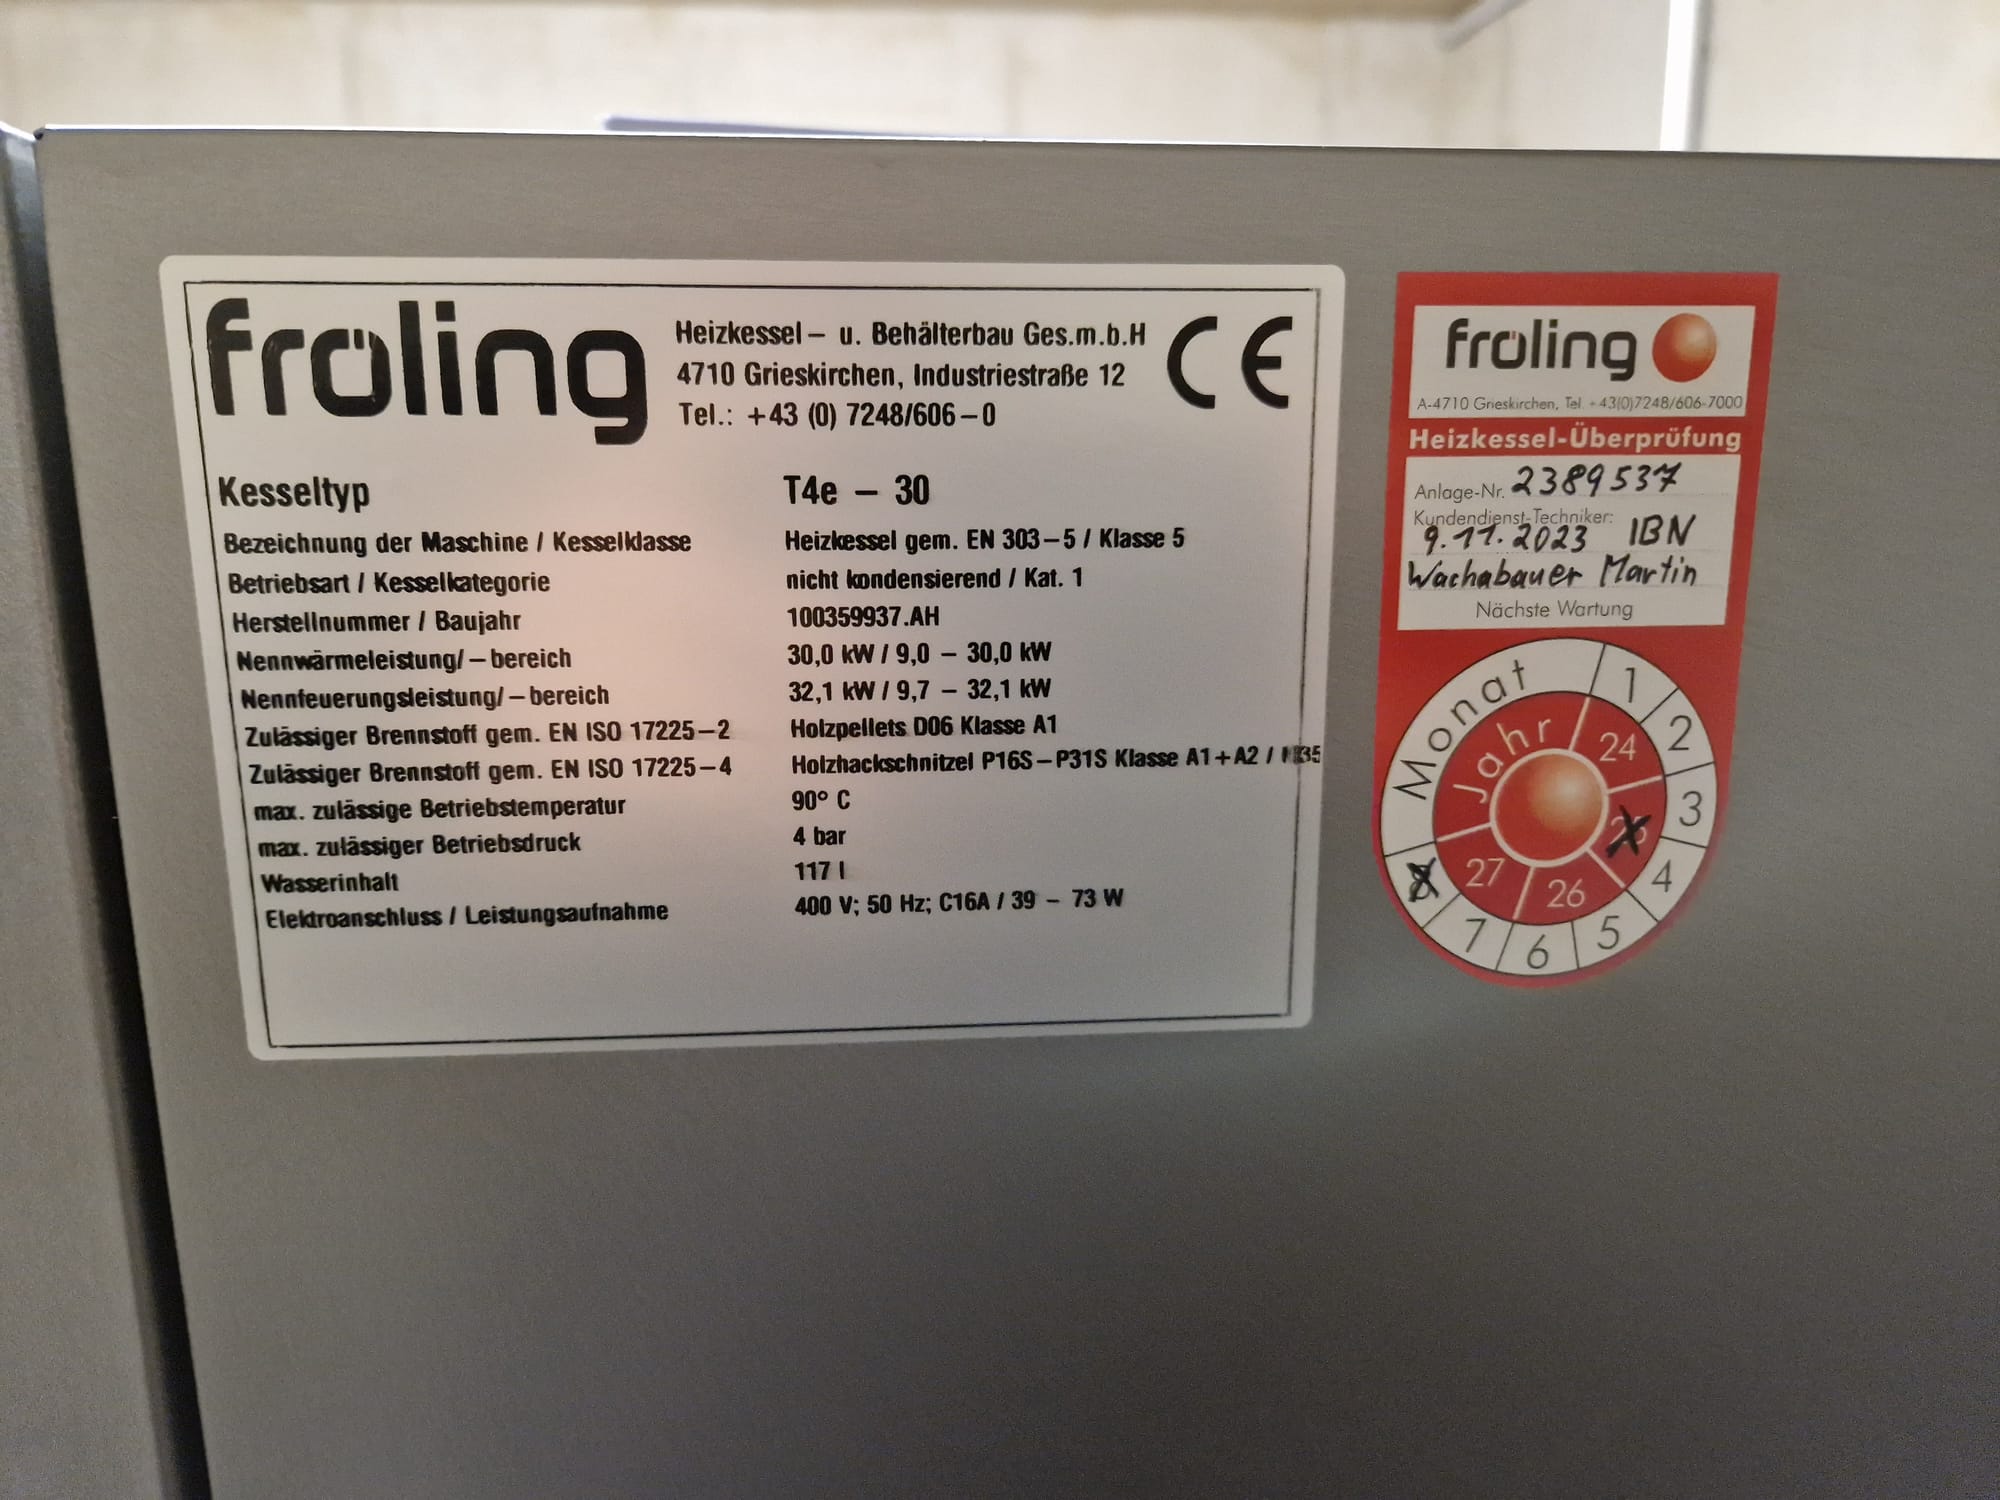 fröling
Heizkessel – u. Behälterbau Ges.m.b.H
4710 Grieskirchen, Industriestraße 12
Tel.: +43 (0) 7248/606 – 0
CE
Kesseltyp T4e – 30
Bezeichnung der Maschine / Kesselklasse Heizkessel gem. EN 303–5 / Klasse 5
Betriebsart / Kesselkategorie nicht kondensierend / Kat. 1
Herstellnummer / Baujahr 100359937.AH
Nennwärmeleistung/ – bereich 30,0 kW / 9,0 – 30,0 kW
Nennfeuerungsleistung/ – bereich 32,1 kW / 9,7 – 32,1 kW
Zulässiger Brennstoff gem. EN ISO 17225–2 Holzpellets D06 Klasse A1
Zulässiger Brennstoff gem. EN ISO 17225–4 Holzhackschnitzel P16S–P31S Klasse A1+A2 /
max. zulässige Betriebstemperatur 90° C
max. zulässiger Betriebsdruck 4 bar
Wasserinhalt 117 l
Elektroanschluss / Leistungsaufnahme 400 V; 50 Hz; C16A / 39 – 73 W
fröling
A-4710 Grieskirchen, Tel. +43(0)7248/606-7000
Heizkessel-Überprüfung
Anlage-Nr. 2389537
Kundendienst-Techniker:
9.11.2023 IBN
Wachabauer Martin
Nächste Wartung
Monat 1 2 3 4 5 6 7 8
Jahr 24 25 26 27